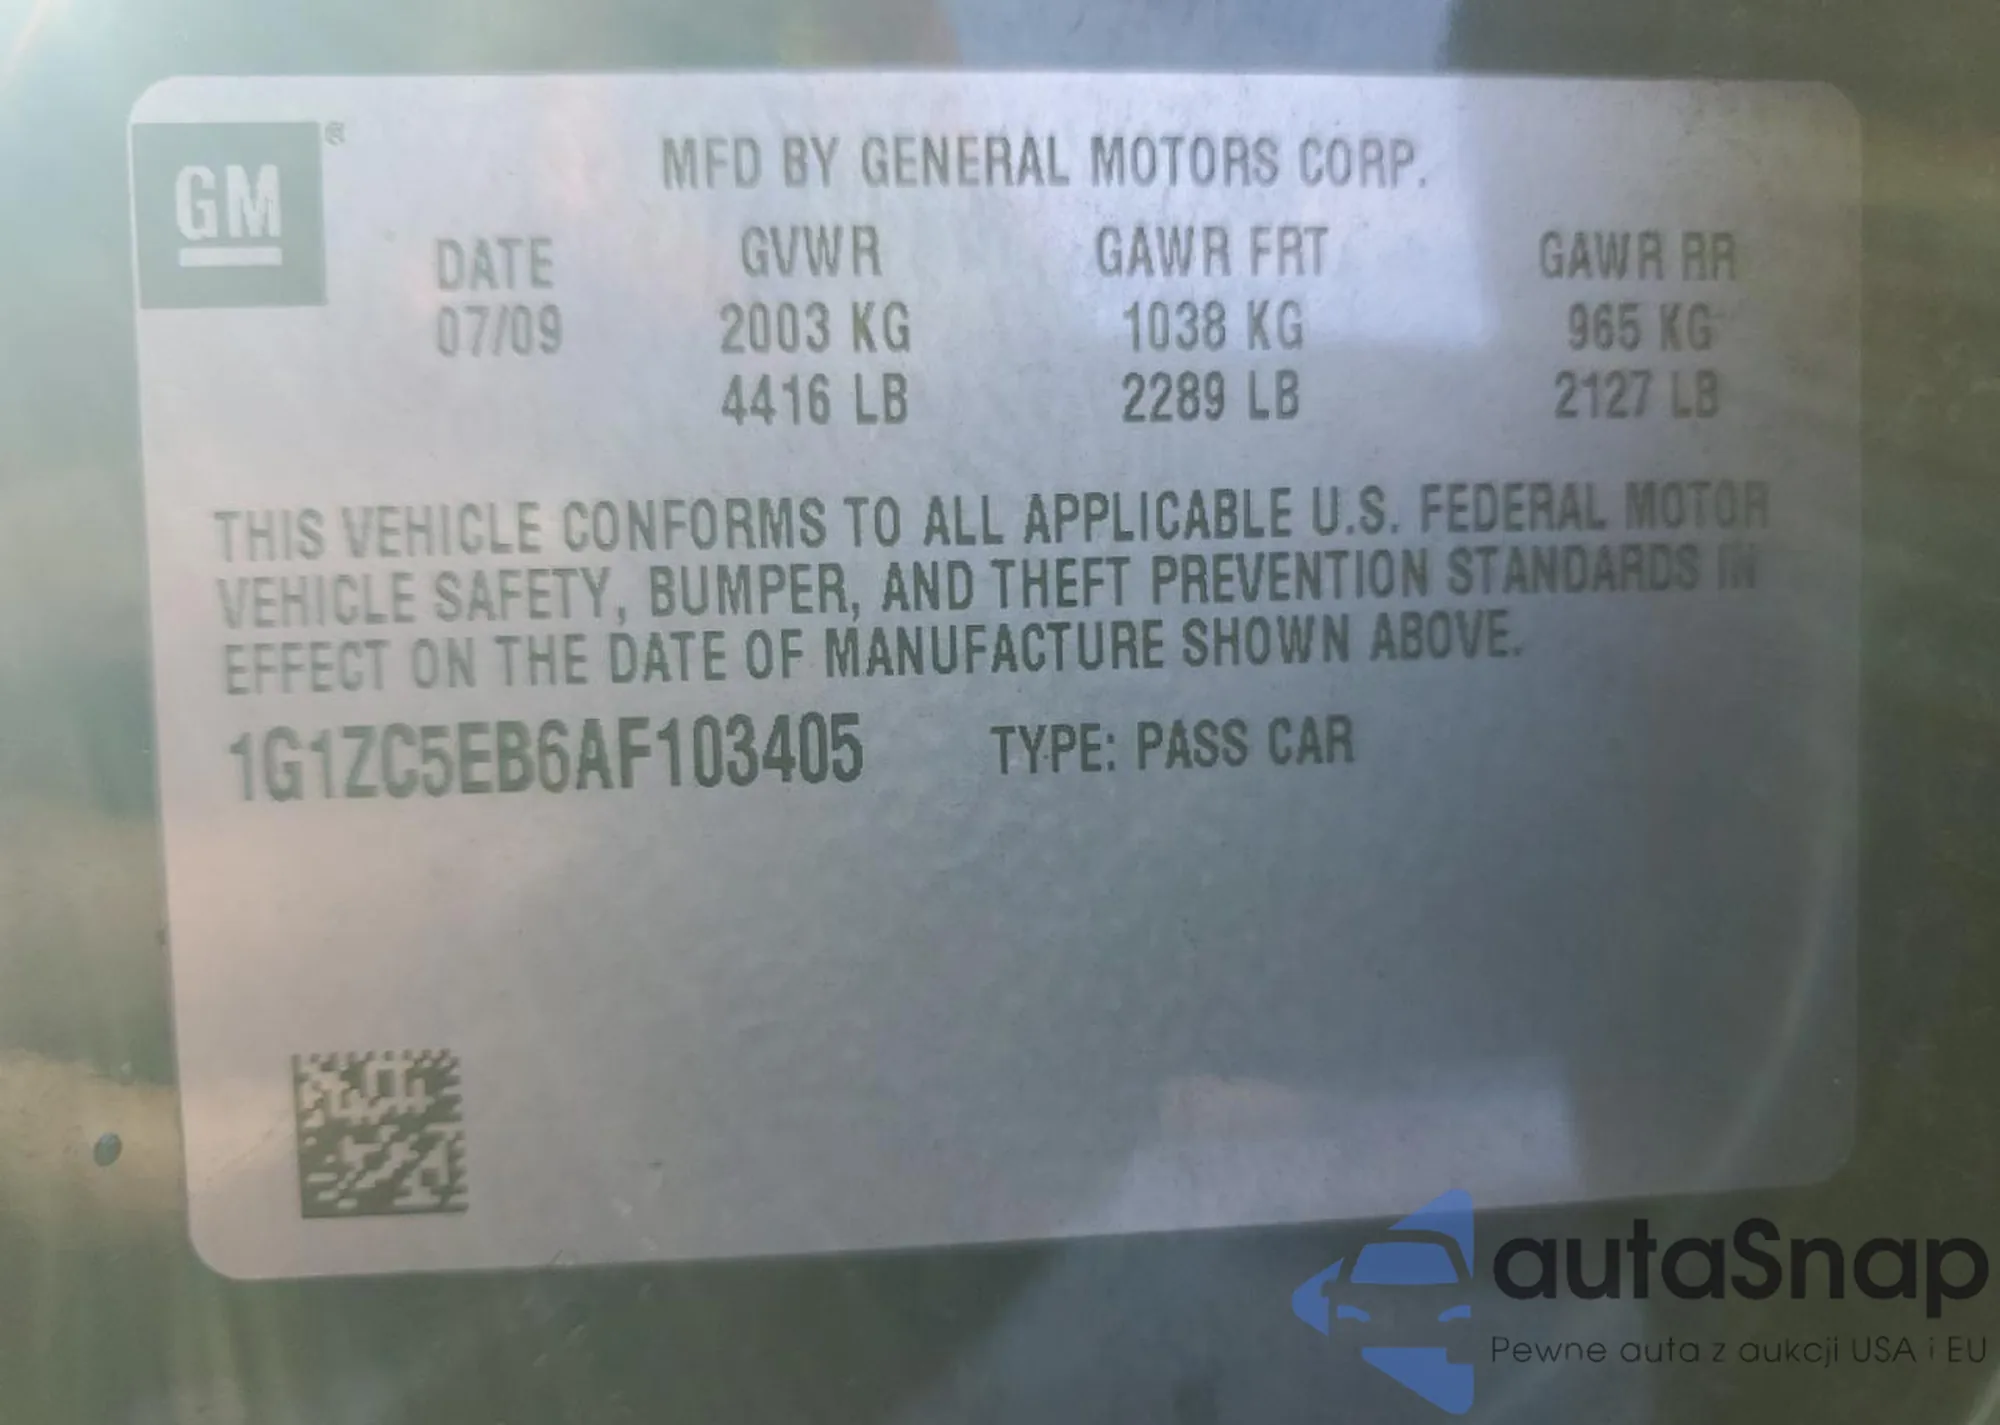 GM®
MFD BY GENERAL MOTORS CORP.
DATE GVWR GAWR FRT GAWR RR
07/09 2003 KG 1038 KG 965 KG
4416 LB 2289 LB 2127 LB
THIS VEHICLE CONFORMS TO ALL APPLICABLE U.S. FEDERAL MOTOR
VEHICLE SAFETY, BUMPER, AND THEFT PREVENTION STANDARDS IN
EFFECT ON THE DATE OF MANUFACTURE SHOWN ABOVE.
1G1ZC5EB6AF103405 TYPE: PASS CAR
autaSnap
Pewne auta z aukcji USA i EU